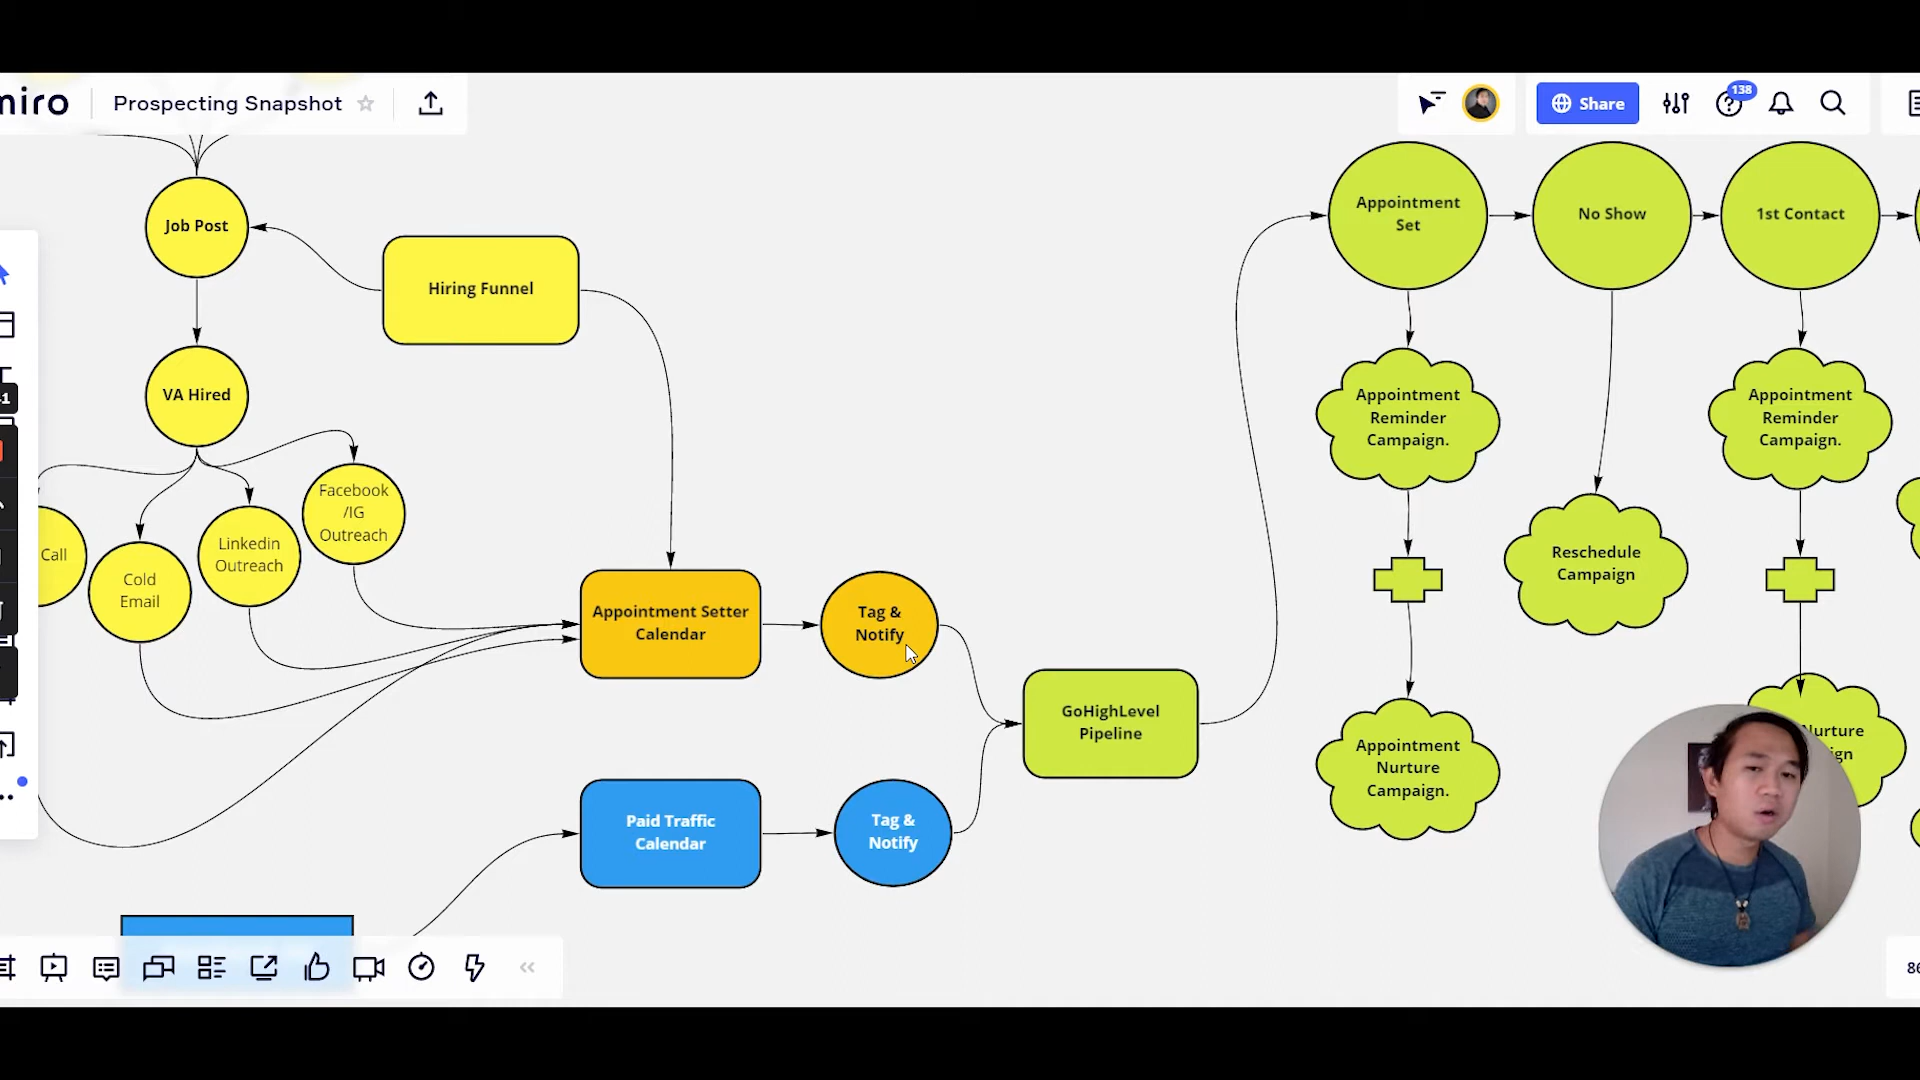 miro
Prospecting Snapshot
Share
138
Job Post
Hiring Funnel
VA Hired
Call
Cold
Email
Linkedin
Outreach
Facebook
/IG
Outreach
Appointment Setter
Calendar
Tag &
Notify
Paid Traffic
Calendar
Tag &
Notify
GoHighLevel
Pipeline
Appointment
Set
No Show
1st Contact
Appointment
Reminder
Campaign.
Appointment
Reminder
Campaign.
Reschedule
Campaign
Appointment
Nurture
Campaign.
Nurture